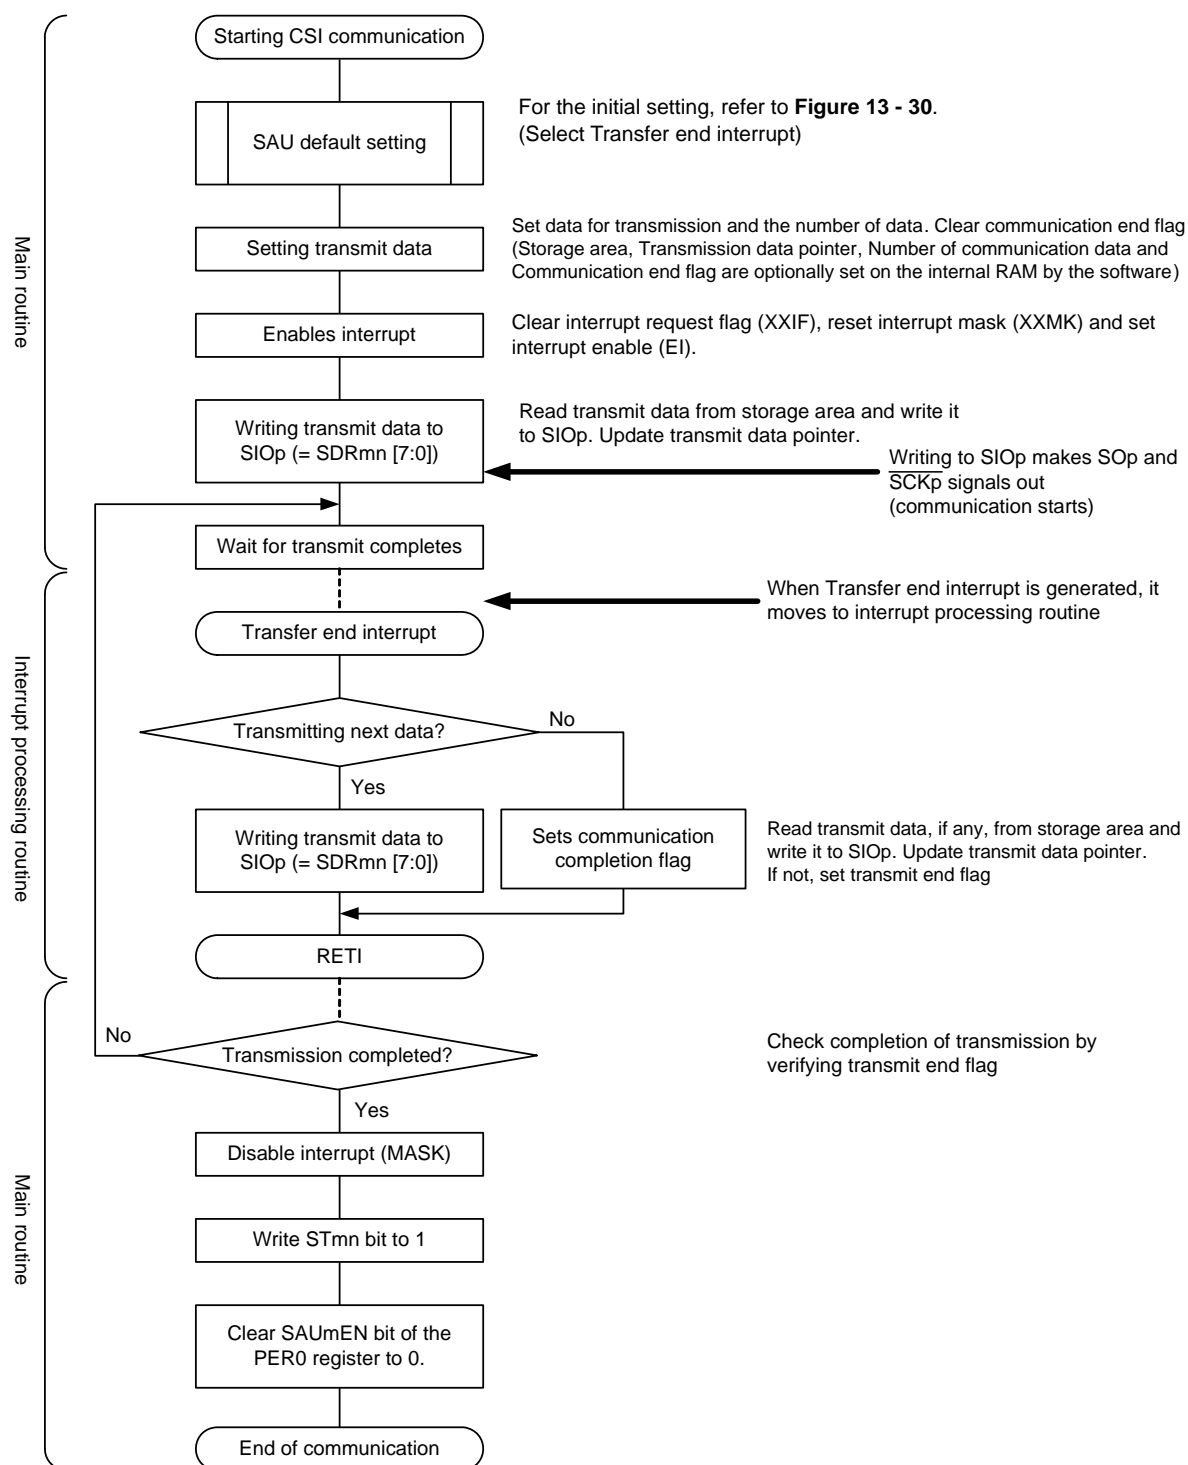 Starting CSI communication
SAU default setting
For the initial setting, refer to Figure 13 - 30.
(Select Transfer end interrupt)
Main routine
Setting transmit data
Set data for transmission and the number of data. Clear communication end flag
(Storage area, Transmission data pointer, Number of communication data and
Communication end flag are optionally set on the internal RAM by the software)
Enables interrupt
Clear interrupt request flag (XXIF), reset interrupt mask (XXMK) and set
interrupt enable (EI).
Writing transmit data to
SIOp (= SDRmn [7:0])
Read transmit data from storage area and write it
to SIOp. Update transmit data pointer.
Writing to SIOp makes SOp and
SCKp signals out
(communication starts)
Wait for transmit completes
When Transfer end interrupt is generated, it
moves to interrupt processing routine
Transfer end interrupt
Interrupt processing routine
Transmitting next data?
No
Yes
Writing transmit data to
SIOp (= SDRmn [7:0])
Sets communication
completion flag
Read transmit data, if any, from storage area and
write it to SIOp. Update transmit data pointer.
If not, set transmit end flag
RETI
No
Transmission completed?
Check completion of transmission by
verifying transmit end flag
Yes
Main routine
Disable interrupt (MASK)
Write STmn bit to 1
Clear SAUmEN bit of the
PER0 register to 0.
End of communication